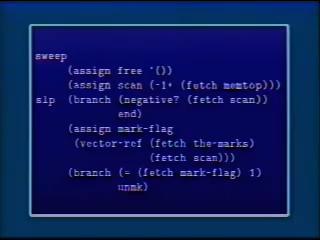 sweep
(assign free '())
(assign scan (-1+ (fetch memtop)))
slp (branch (negative? (fetch scan))
end)
(assign mark-flag
(vector-ref (fetch the-marks)
(fetch scan)))
(branch (= (fetch mark-flag) 1)
unmk)